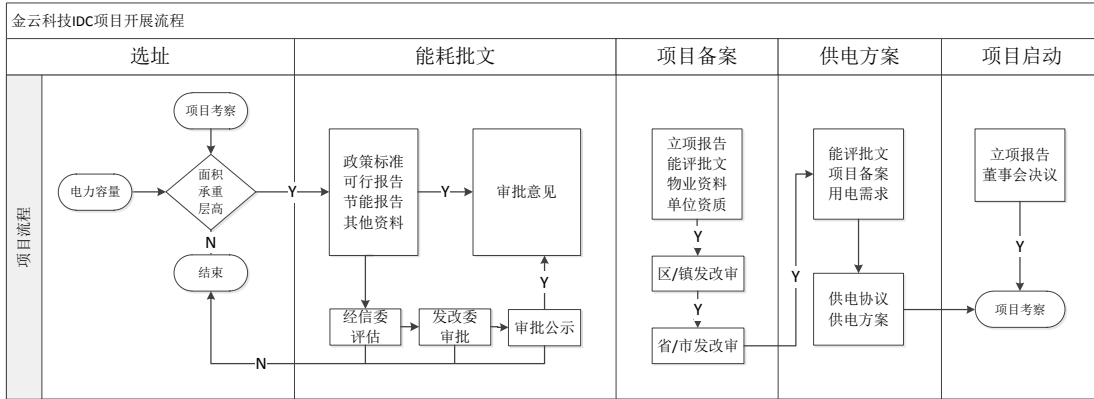 金云科技IDC项目开展流程
选址
能耗批文
项目备案
供电方案
项目启动
项目流程
项目考察
电力容量
面积
承重
层高
Y
N
结束
政策标准
可行报告
节能报告
其他资料
Y
审批意见
Y
经信委
评估
发改委
审批
审批公示
N
立项报告
能评批文
物业资料
单位资质
Y
区/镇发改审
Y
省/市发改审
Y
能评批文
项目备案
用电需求
供电协议
供电方案
立项报告
董事会决议
Y
项目考察